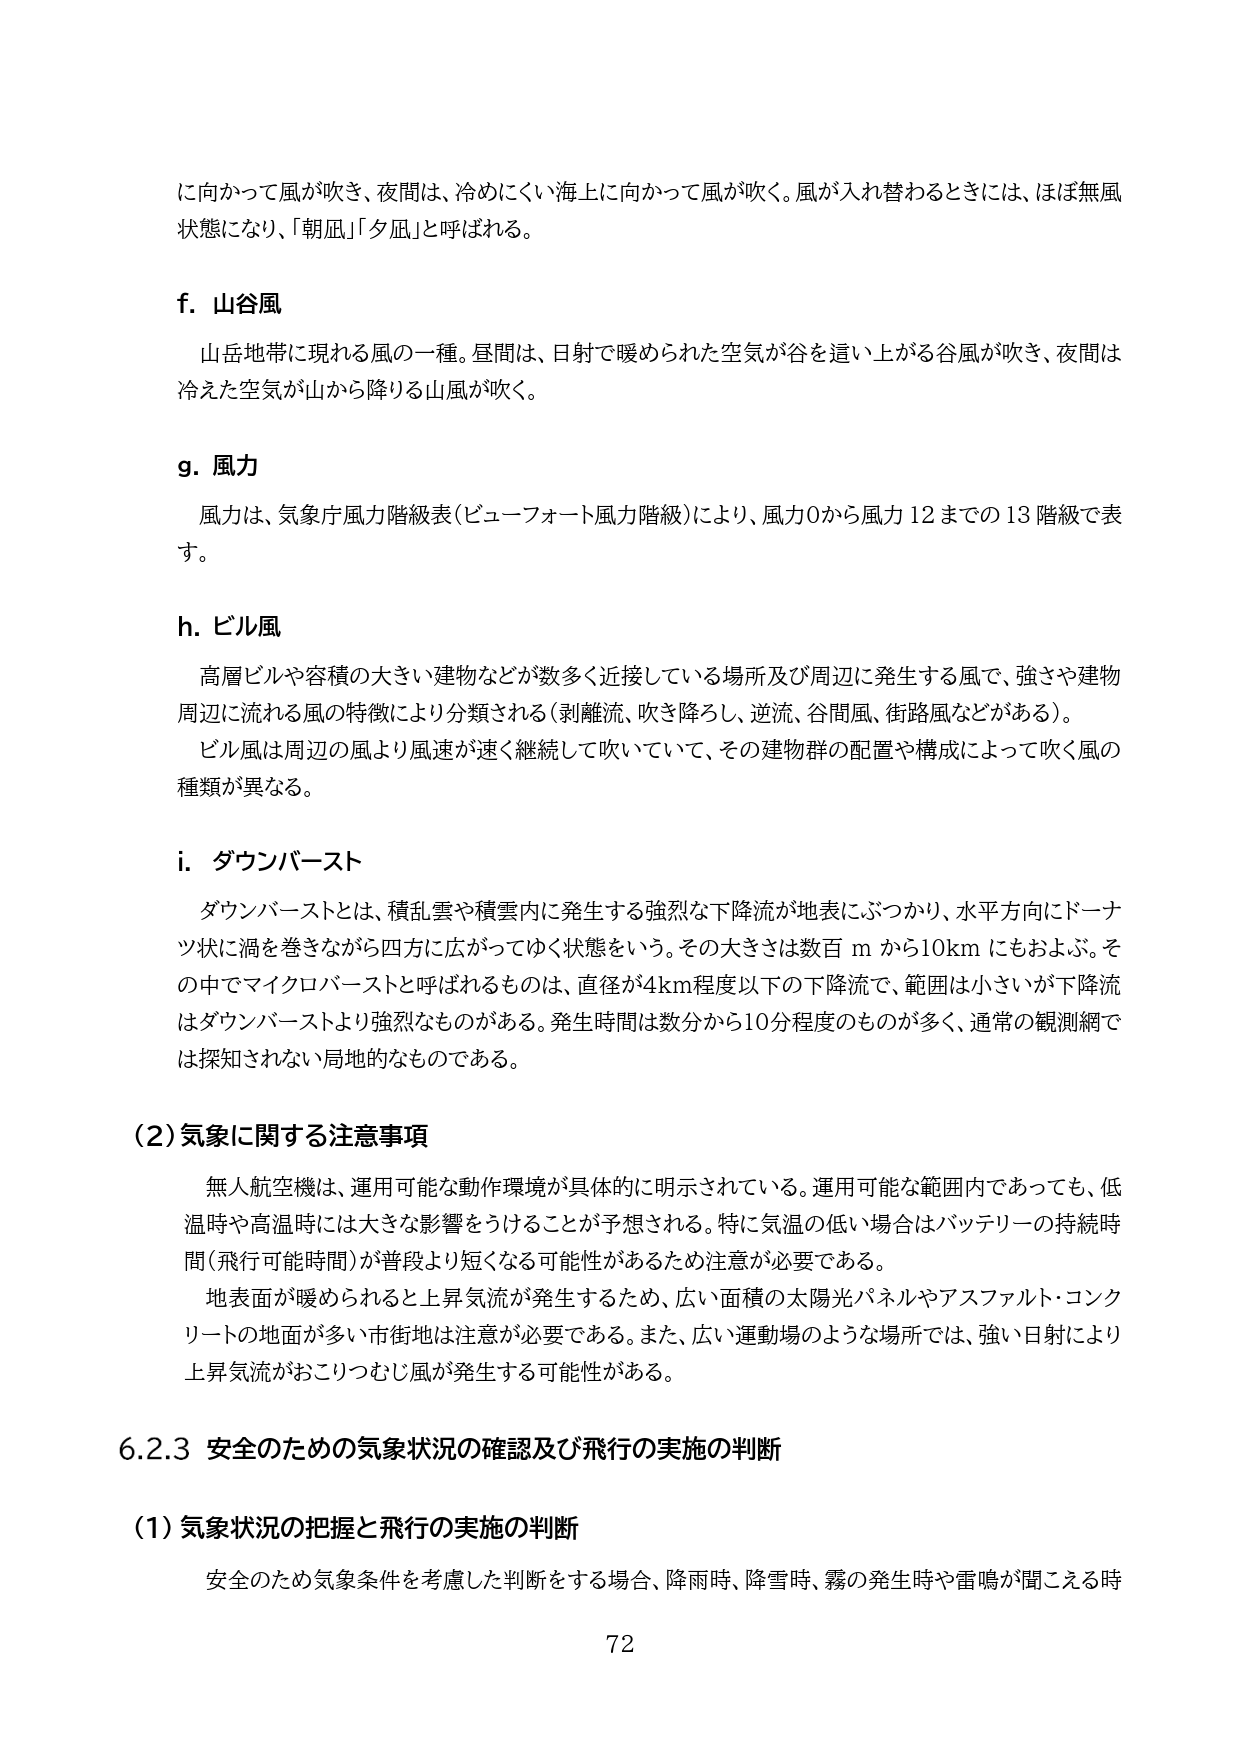 に向かって風が吹き、夜間は、冷めにくい海上に向かって風が吹く。風が入れ替わるときには、ほぼ無風
状態になり、「朝凪」「夕凪」と呼ばれる。
f. 山谷風
山岳地帯に現れる風の一種。昼間は、日射で暖められた空気が谷を這い上がる谷風が吹き、夜間は
冷えた空気が山から降りる山風が吹く。
g. 風力
風力は、気象庁風力階級表(ビューフォート風力階級)により、風力0から風力 12 までの 13 階級で表
す。
h. ビル風
高層ビルや容積の大きい建物などが数多く近接している場所及び周辺に発生する風で、強さや建物
周辺に流れる風の特徴により分類される(剥離流、吹き降ろし、逆流、谷間風、街路風などがある)。
ビル風は周辺の風より風速が速く継続して吹いていて、その建物群の配置や構成によって吹く風の
種類が異なる。
i. ダウンバースト
ダウンバーストとは、積乱雲や積雲内に発生する強烈な下降流が地表にぶつかり、水平方向にドーナ
ツ状に渦を巻きながら四方に広がってゆく状態をいう。その大きさは数百 m から10km にもおよぶ。そ
の中でマイクロバーストと呼ばれるものは、直径が4km程度以下の下降流で、範囲は小さいが下降流
はダウンバーストより強烈なものがある。発生時間は数分から10分程度のものが多く、通常の観測網で
は探知されない局地的なものである。
(2)気象に関する注意事項
無人航空機は、運用可能な動作環境が具体的に明示されている。運用可能な範囲内であっても、低
温時や高温時には大きな影響をうけることが予想される。特に気温の低い場合はバッテリーの持続時
間(飛行可能時間)が普段より短くなる可能性があるため注意が必要である。
地表面が暖められると上昇気流が発生するため、広い面積の太陽光パネルやアスファルト・コンク
リートの地面が多い市街地は注意が必要である。また、広い運動場のような場所では、強い日射により
上昇気流がおこりつむじ風が発生する可能性がある。
6.2.3 安全のための気象状況の確認及び飛行の実施の判断
(1)気象状況の把握と飛行の実施の判断
安全のため気象条件を考慮した判断をする場合、降雨時、降雪時、霧の発生時や雷鳴が聞こえる時
72